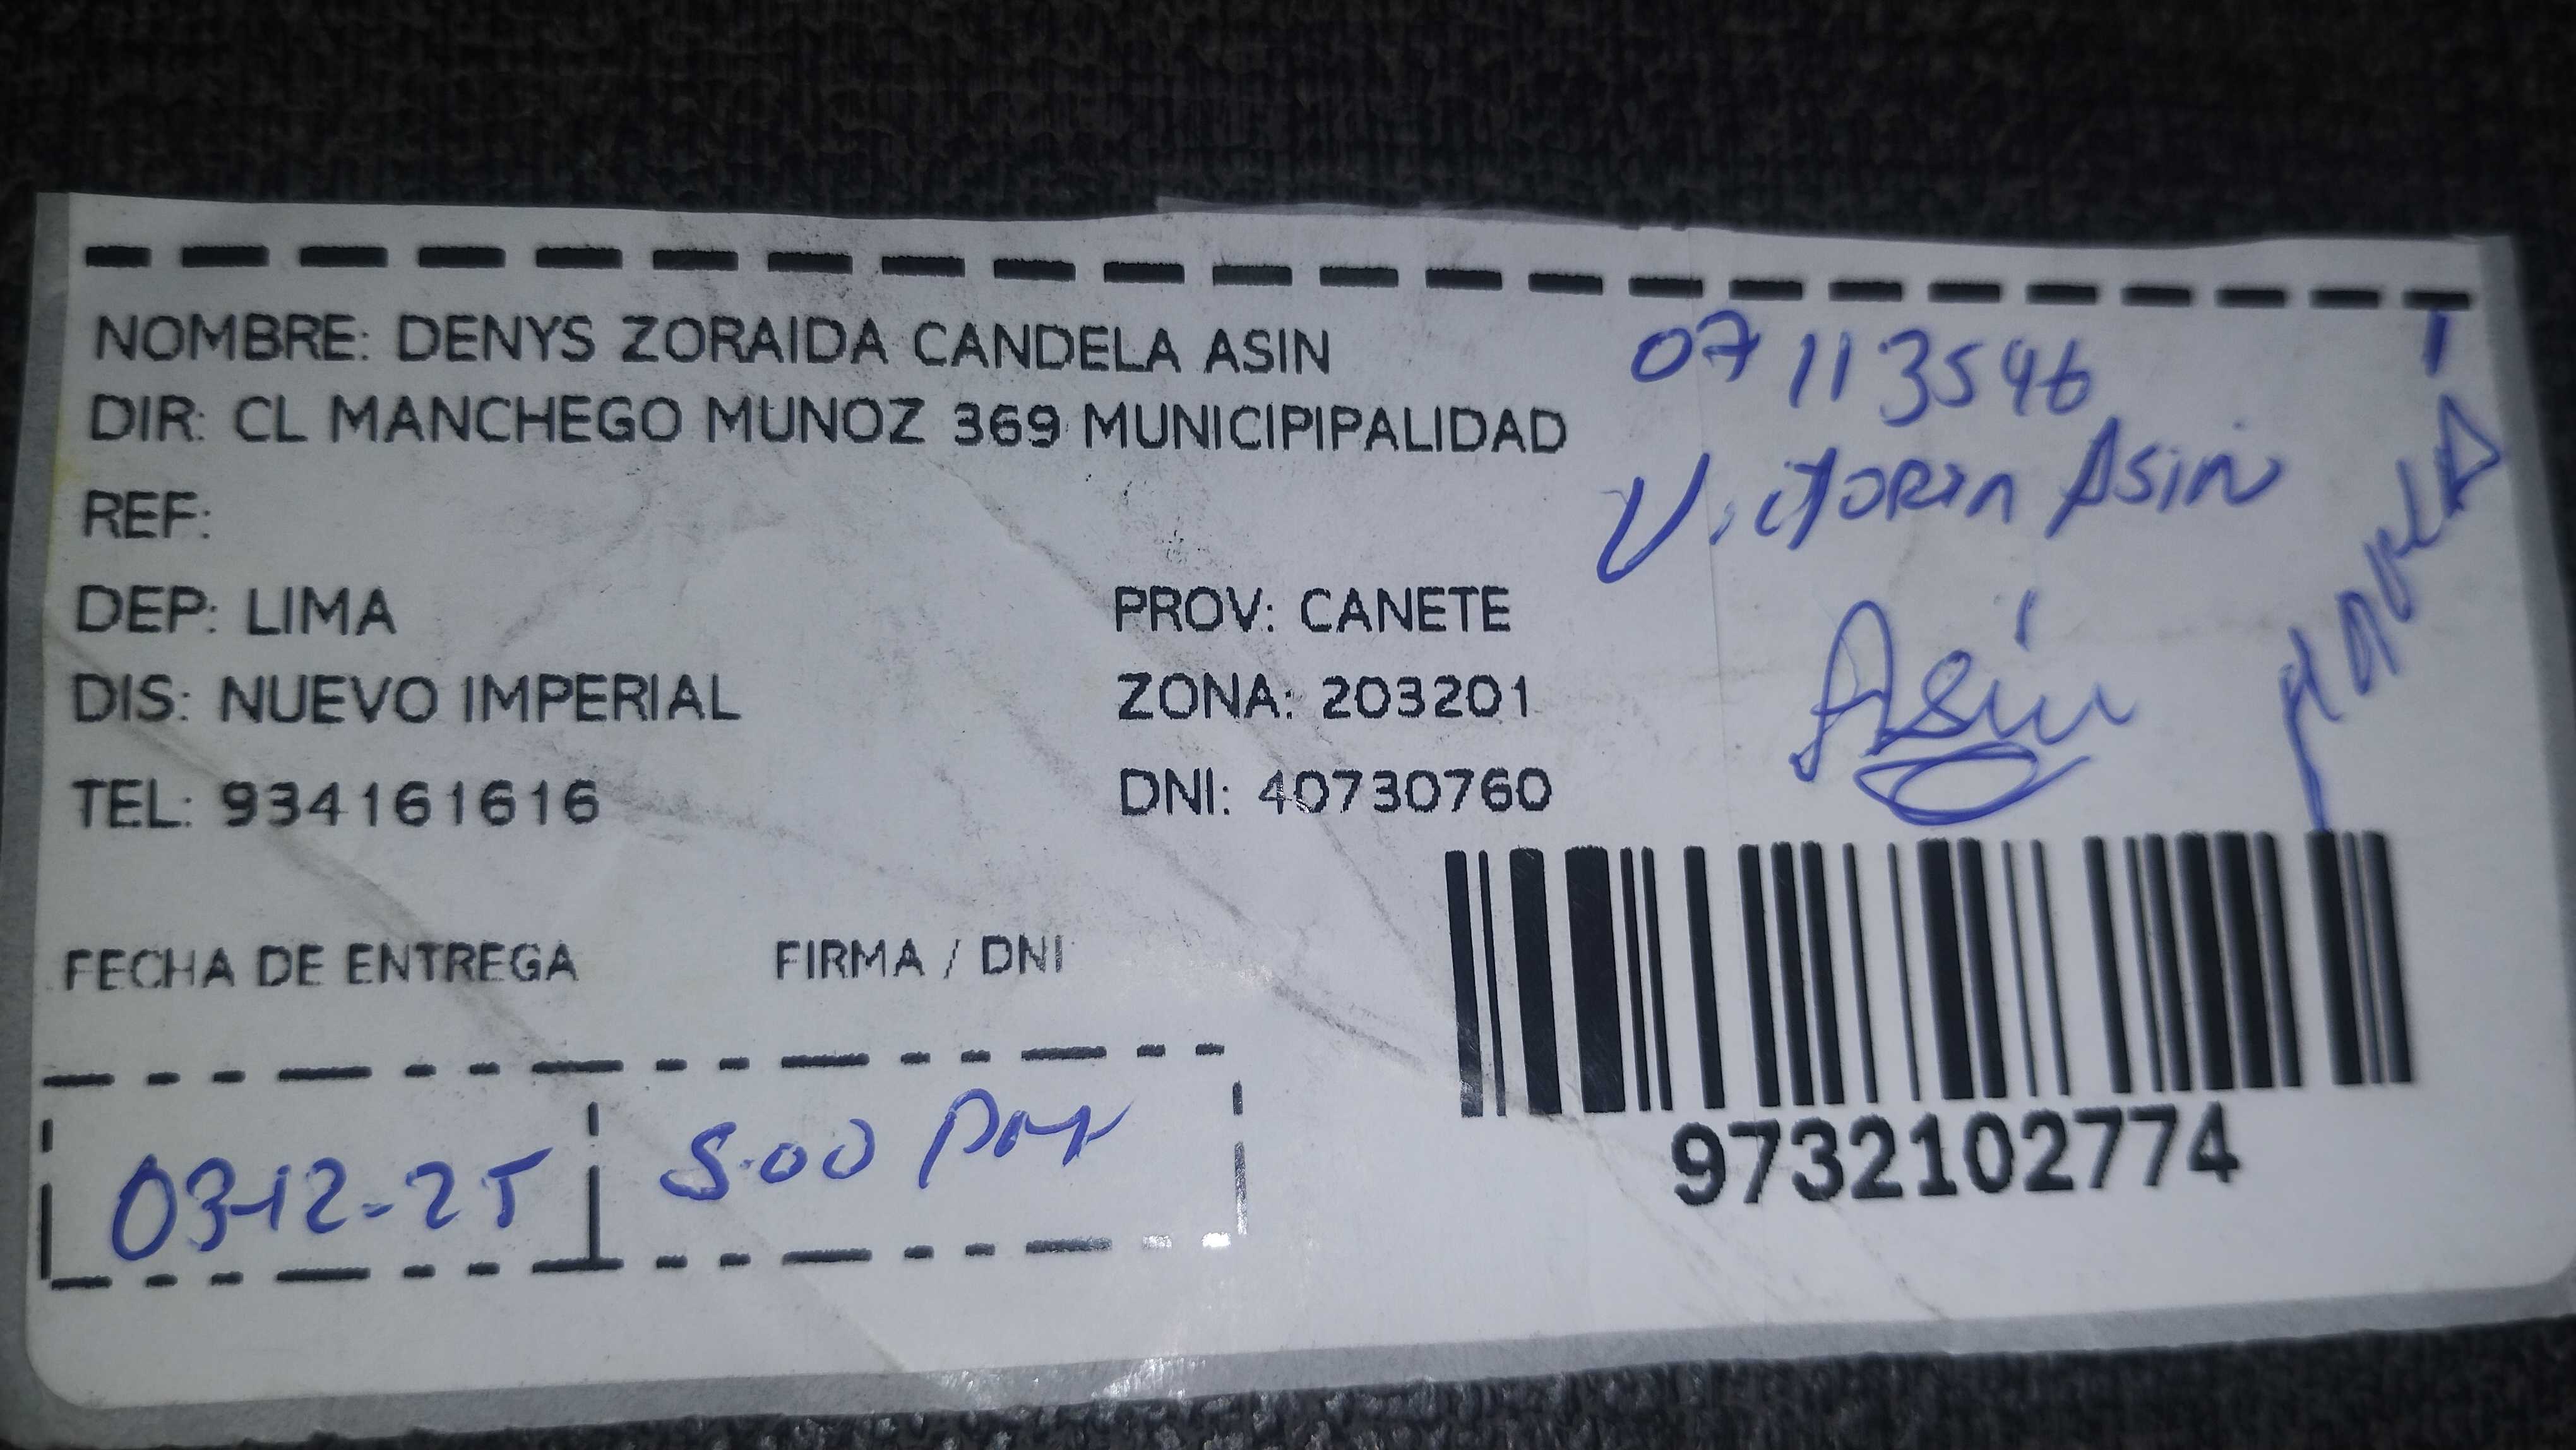 NOMBRE: DENYS ZORAIDA CANDELA ASIN
07113546
DIR: CL MANCHEGO MUNOZ 369 MUNICIPIPALIDAD
Victoria Asin
REF:
DEP: LIMA
PROV: CANETE
Asin
DIS: NUEVO IMPERIAL
ZONA: 203201
TEL: 934161616
DNI: 40730760
FECHA DE ENTREGA
FIRMA / DNI
03-12-25
5:00 pm
9732102774